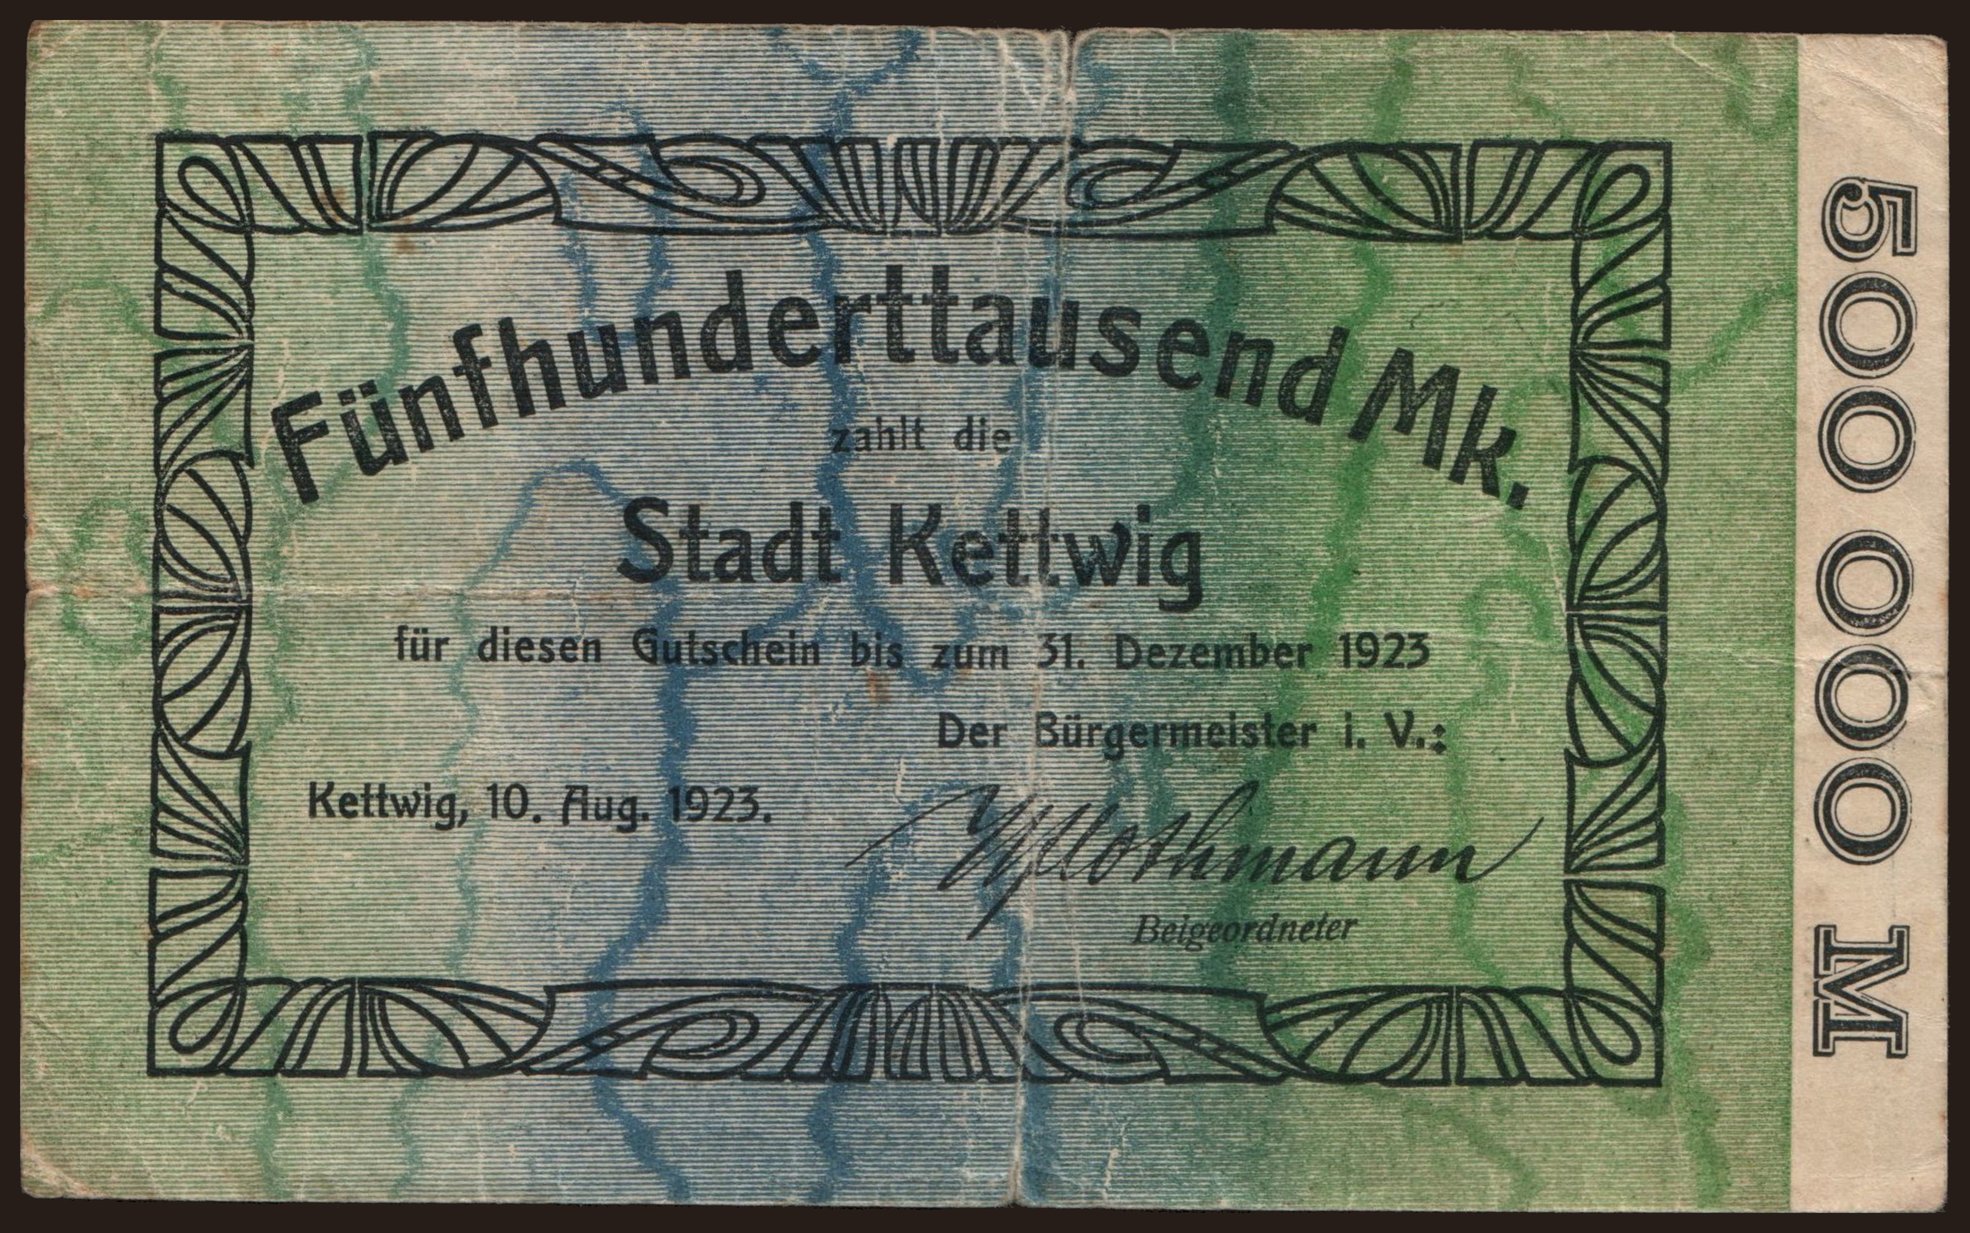 Fünfhunderttausend Mk.
zahlt die
Stadt Kettwig
für diesen Gutschein bis zum 31. Dezember 1923
Der Bürgermeister i. V.:
Kettwig, 10. Aug. 1923.
Beigeordneter
500 000 M